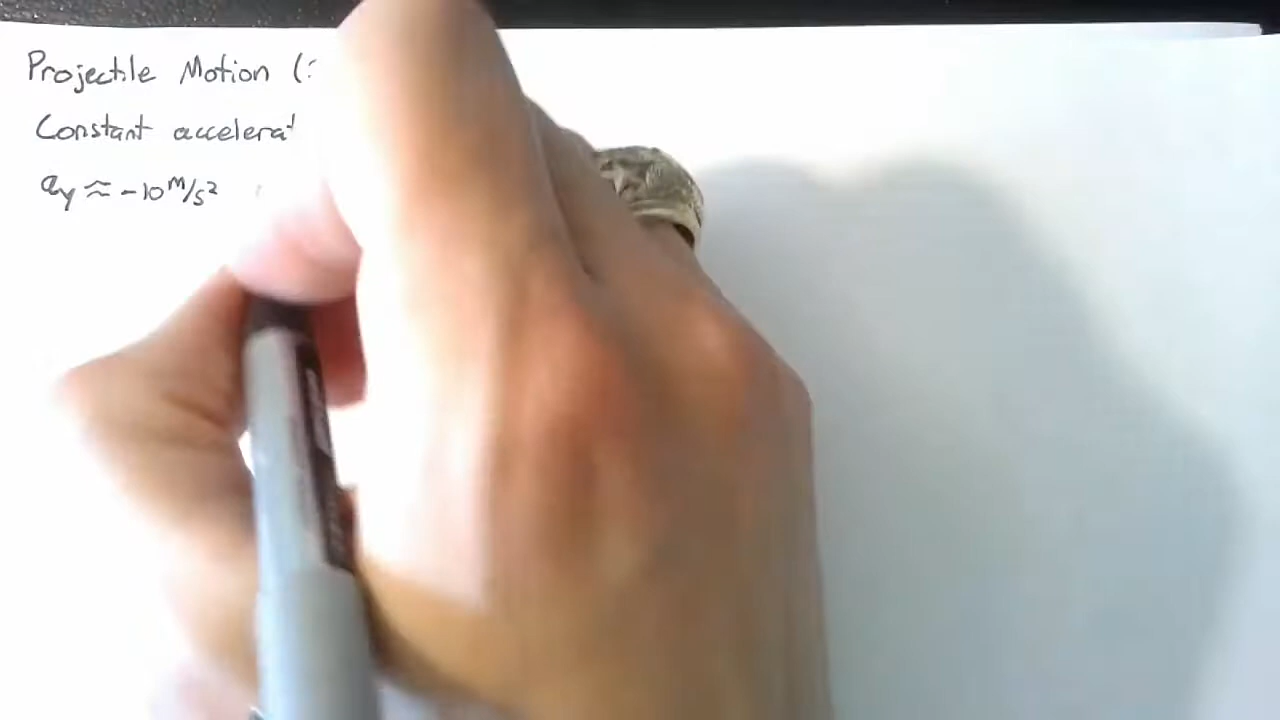 Projectile Motion
Constant
ay ≈ -10 m/s²